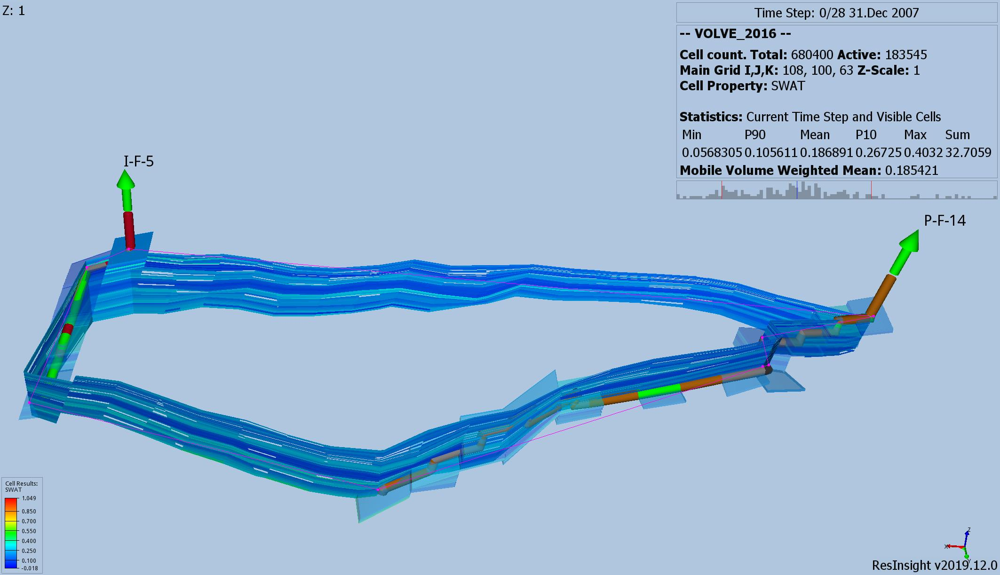 Z: 1
Time Step: 0/28 31.Dec 2007
-- VOLVE_2016 --
Cell count. Total: 680400 Active: 183545
Main Grid I,J,K: 108, 100, 63 Z-Scale: 1
Cell Property: SWAT
Statistics: Current Time Step and Visible Cells
Min P90 Mean P10 Max Sum
0.0568305 0.105611 0.186891 0.26725 0.4032 32.7059
Mobile Volume Weighted Mean: 0.185421
I-F-5
P-F-14
Cell Results:
SWAT
1.049
0.850
0.700
0.550
0.400
0.250
0.100
-0.018
Z
X
Y
ResInsight v2019.12.0